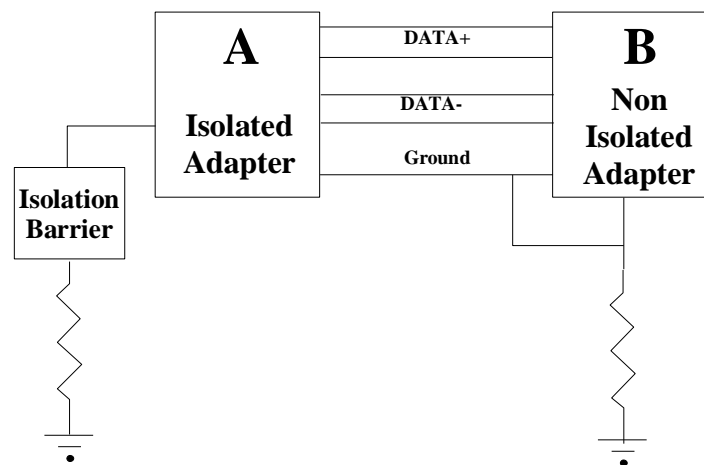 A
Isolated
Adapter
DATA+
DATA-
Ground
B
Non
Isolated
Adapter
Isolation
Barrier